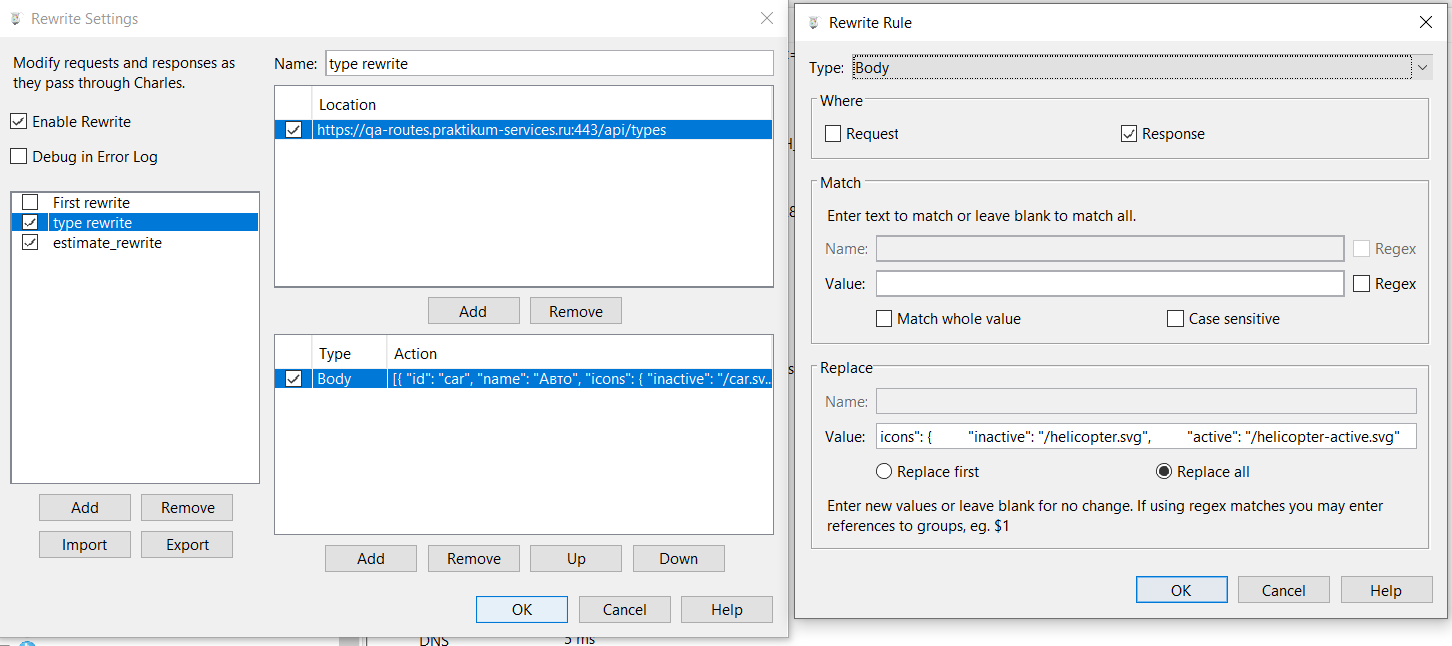 Rewrite Settings
Modify requests and responses as
they pass through Charles.
Enable Rewrite
Debug in Error Log
First rewrite
type rewrite
estimate_rewrite
Add
Remove
Import
Export
Name:
type rewrite
Location
https://qa-routes.praktikum-services.ru:443/api/types
Add
Remove
Type
Action
Body
[{ "id": "car", "name": "Авто", "icons": { "inactive": "/car.sv...
Add
Remove
Up
Down
OK
Cancel
Help
DNS
5 ms
Rewrite Rule
Type:
Body
Where
Request
Response
Match
Enter text to match or leave blank to match all.
Name:
Regex
Value:
Regex
Match whole value
Case sensitive
Replace
Name:
Value:
icons": { "inactive": "/helicopter.svg", "active": "/helicopter-active.svg"
Replace first
Replace all
Enter new values or leave blank for no change. If using regex matches you may enter
references to groups, eg. $1
OK
Cancel
Help